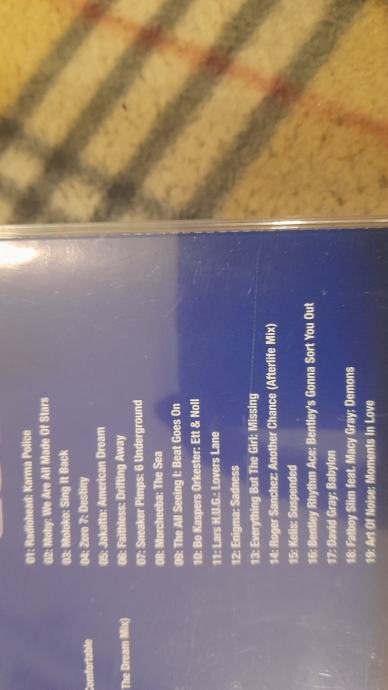 01: Radiohead: Karma Police
02: Moby: We Are All Made Of Stars
03: Moloko: Sing It Back
04: Zero 7: Destiny
05: Jakatta: American Dream
06: Faithless: Drifting Away
07: Sneaker Pimps: 6 Underground
08: Morcheeba: The Sea
09: The All Seeing I: Beat Goes On
10: Bo Kaspers Orkester: Ett & Noll
11: Lars H.U.G.: Lovers Lane
12: Enigma: Sadness
13: Everything But The Girl: Missing
14: Roger Sanchez: Another Chance (Afterlife Mix)
15: Kelis: Suspended
16: Bentley Rhythm Ace: Bentley's Gonna Sort You Out
17: David Gray: Babylon
18: Fatboy Slim feat. Macy Gray: Demons
19: Art Of Noise: Moments In Love
Comfortable
The Dream Mix)